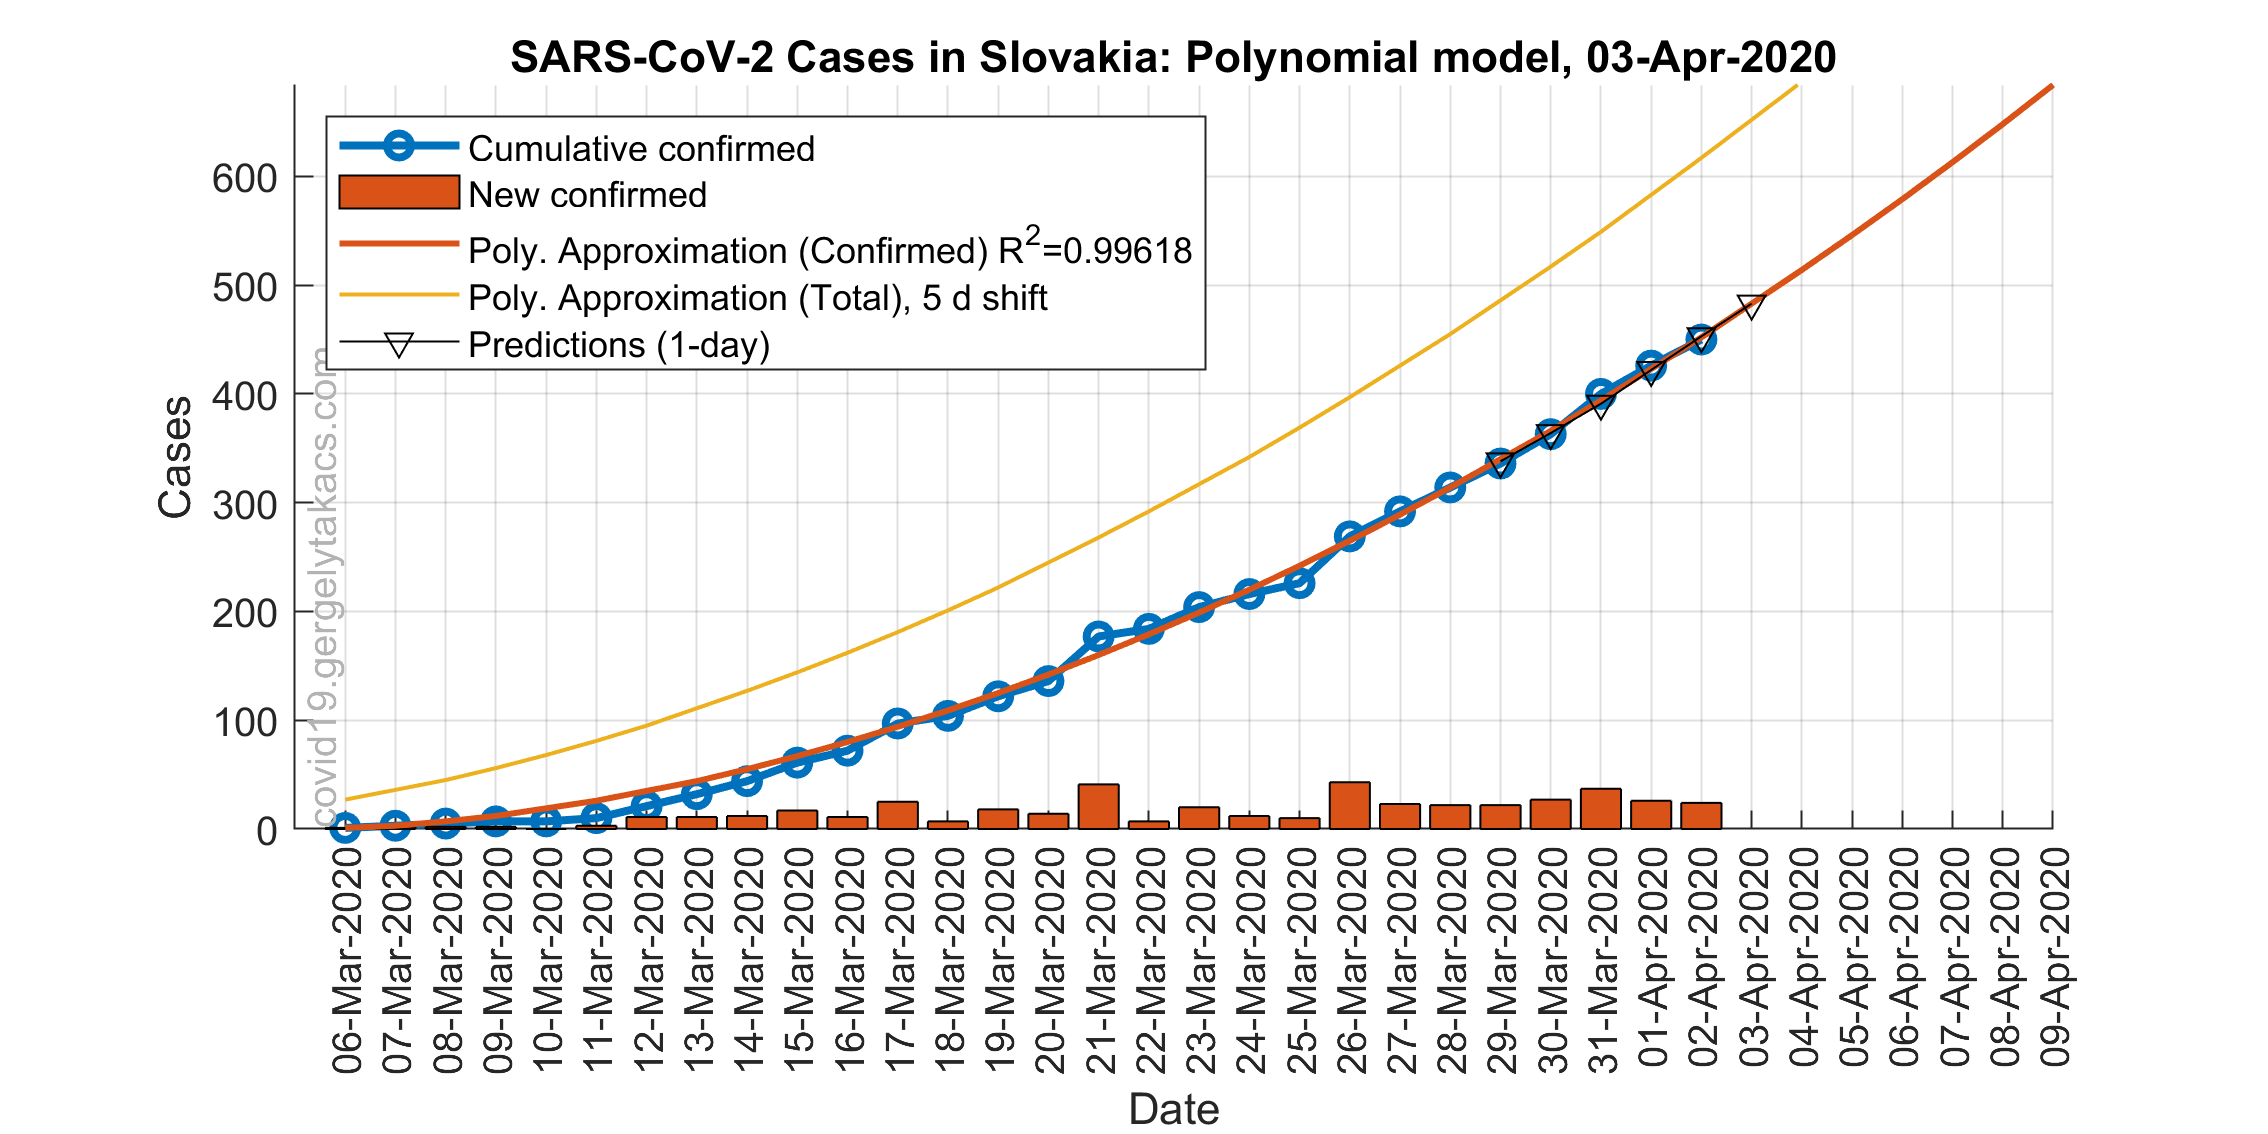 SARS-CoV-2 Cases in Slovakia: Polynomial model, 03-Apr-2020
Cumulative confirmed
New confirmed
Poly. Approximation (Confirmed) R²=0.99618
Poly. Approximation (Total), 5 d shift
Predictions (1-day)
covid19.gergelytakacs.com
Cases
600
500
400
300
200
100
0
06-Mar-2020
07-Mar-2020
08-Mar-2020
09-Mar-2020
10-Mar-2020
11-Mar-2020
12-Mar-2020
13-Mar-2020
14-Mar-2020
15-Mar-2020
16-Mar-2020
17-Mar-2020
18-Mar-2020
19-Mar-2020
20-Mar-2020
21-Mar-2020
22-Mar-2020
23-Mar-2020
24-Mar-2020
25-Mar-2020
26-Mar-2020
27-Mar-2020
28-Mar-2020
29-Mar-2020
30-Mar-2020
31-Mar-2020
01-Apr-2020
02-Apr-2020
03-Apr-2020
04-Apr-2020
05-Apr-2020
06-Apr-2020
07-Apr-2020
08-Apr-2020
09-Apr-2020
Date